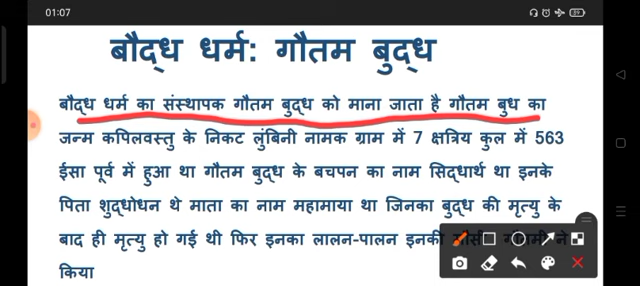 01:07
बौद्ध धर्म: गौतम बुद्ध
बौद्ध धर्म का संस्थापक गौतम बुद्ध को माना जाता है गौतम बुध का
जन्म कपिलवस्तु के निकट लुंबिनी नामक ग्राम में 7 क्षत्रिय कुल में 563
ईसा पूर्व में हुआ था गौतम बुद्ध के बचपन का नाम सिद्धार्थ था इनके
पिता शुद्धोधन थे माता का नाम महामाया था जिनका बुद्ध की मृत्यु के
बाद ही मृत्यु हो गई थी फिर इनका लालन-पालन इनकी ने
किया